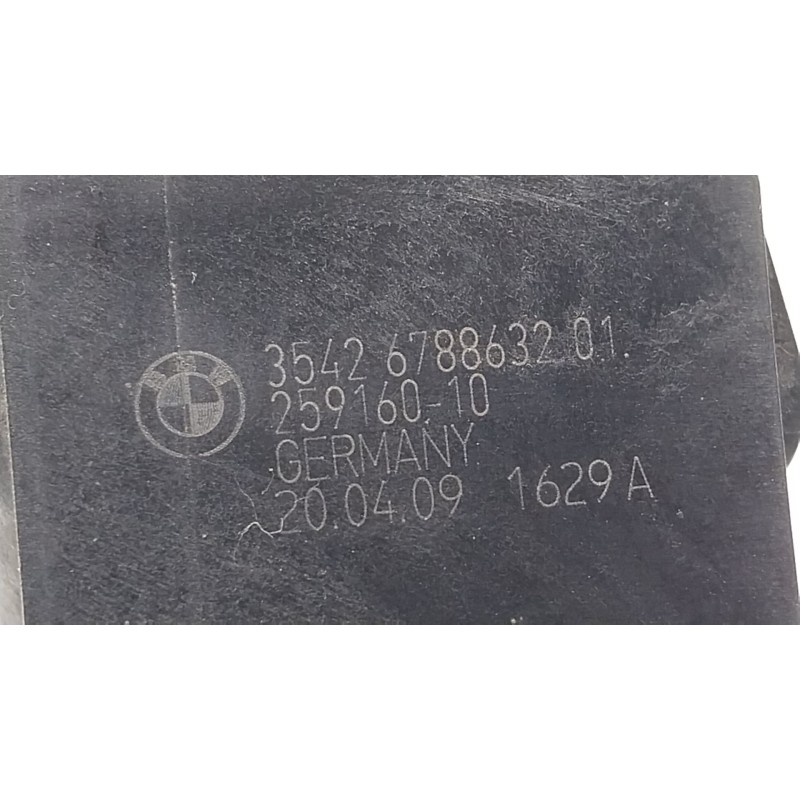 3542 6788632 01
259160-10
GERMANY
20.04.09 1629 A